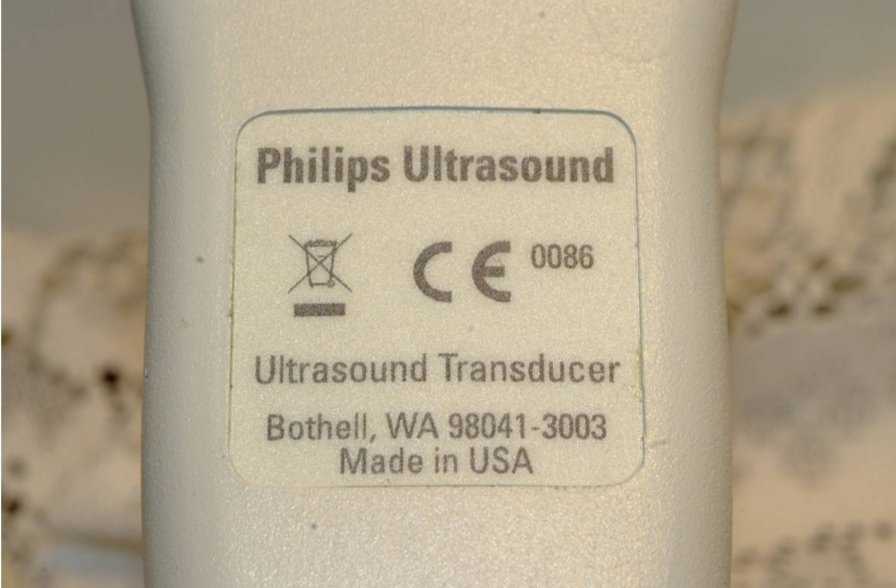 Philips Ultrasound
CE 0086
Ultrasound Transducer
Bothell, WA 98041-3003
Made in USA